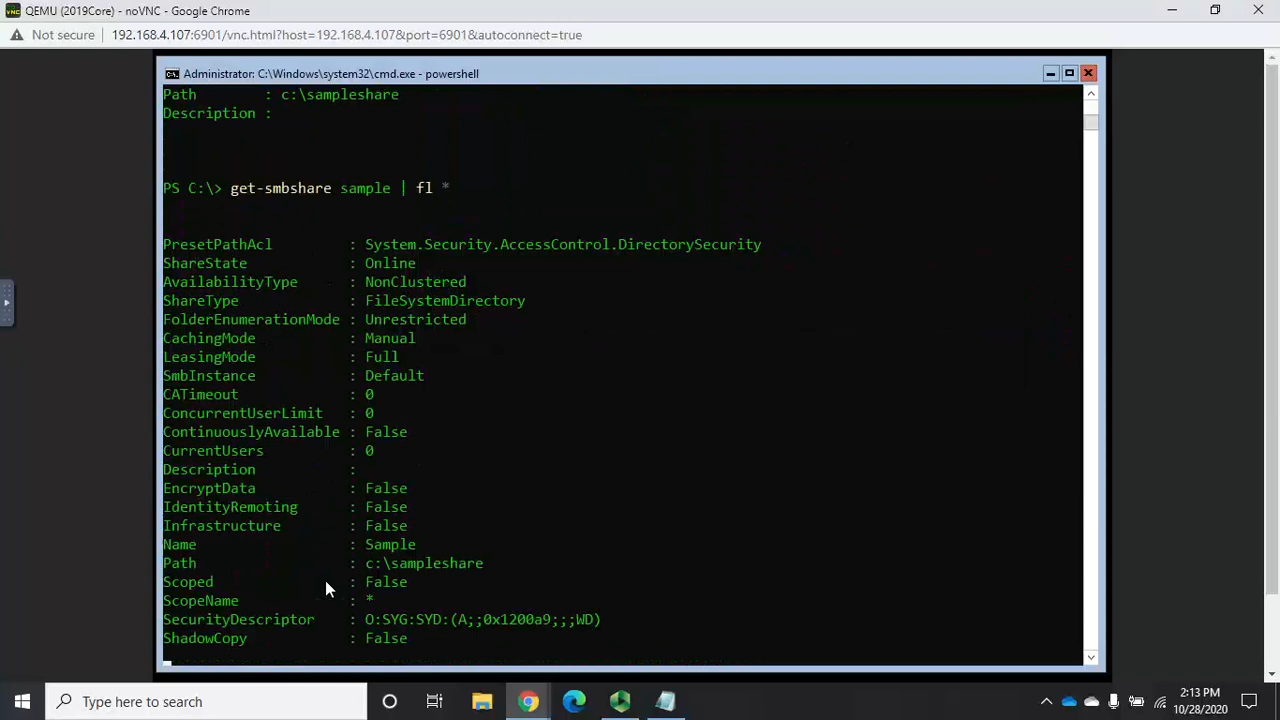 QEMU (2019Core) - noVNC - Google Chrome
Not secure 192.168.4.107:6901/vnc.html?host=192.168.4.107&port=6901&autoconnect=true
Administrator: C:\Windows\system32\cmd.exe - powershell
Path : c:\sampleshare
Description :
PS C:\> get-smbshare sample | fl *
PresetPathAcl : System.Security.AccessControl.DirectorySecurity
ShareState : Online
AvailabilityType : NonClustered
ShareType : FileSystemDirectory
FolderEnumerationMode : Unrestricted
CachingMode : Manual
LeasingMode : Full
SmbInstance : Default
CATimeout : 0
ConcurrentUserLimit : 0
ContinuouslyAvailable : False
CurrentUsers : 0
Description :
EncryptData : False
IdentityRemoting : False
Infrastructure : False
Name : Sample
Path : c:\sampleshare
Scoped : False
ScopeName : *
SecurityDescriptor : O:SYG:SYD:(A;;0x1200a9;;;WD)
ShadowCopy : False
Type here to search
2:13 PM
10/28/2020